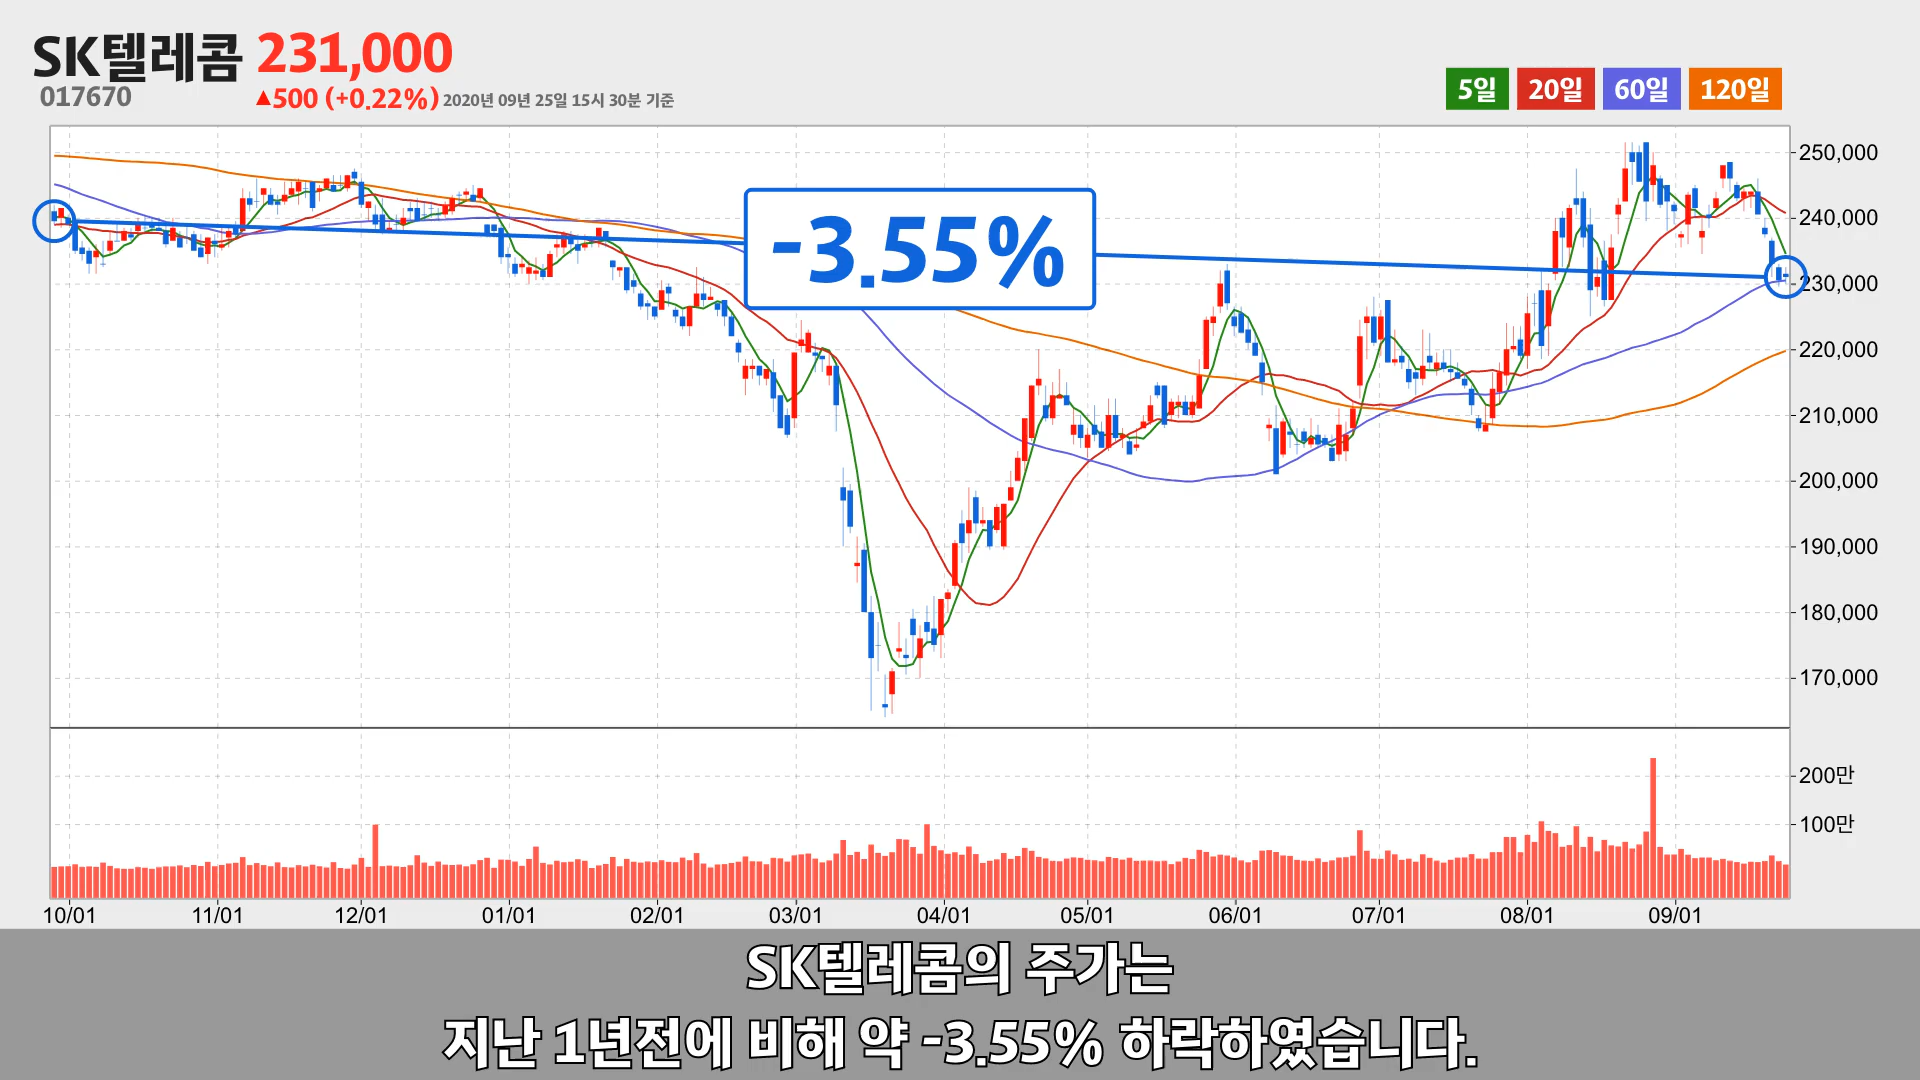 SK텔레콤 231,000
017670
▲500 (+0.22%) 2020년 09월 25일 15시 30분 기준
5일 20일 60일 120일
250,000
240,000
-3.55%
230,000
220,000
210,000
200,000
190,000
180,000
170,000
200만
100만
10/01 11/01 12/01 01/01 02/01 03/01 04/01 05/01 06/01 07/01 08/01 09/01
SK텔레콤의 주가는
지난 1년전에 비해 약 -3.55% 하락하였습니다.